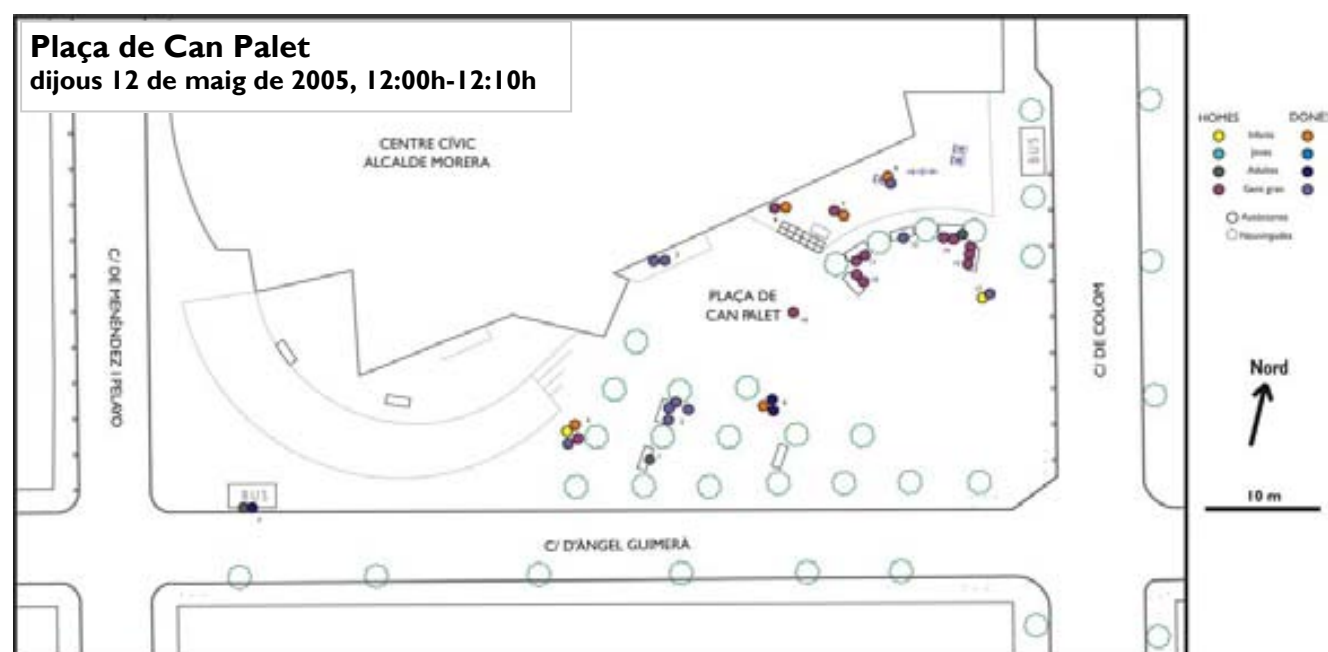 Plaça de Can Palet
dijous 12 de maig de 2005, 12:00h-12:10h
CENTRE CÍVIC
ALCALDE MORERA
C/ DE MENÉNDEZ I PELAYO
PLAÇA DE
CAN PALET
C/ DE COLOM
BUS
BUS
C/ D'ÀNGEL GUIMERÀ
HOMES DONES
Infants
Joves
Adultes
Gent gran
Autòctones
Nouvingudes
Nord
10 m